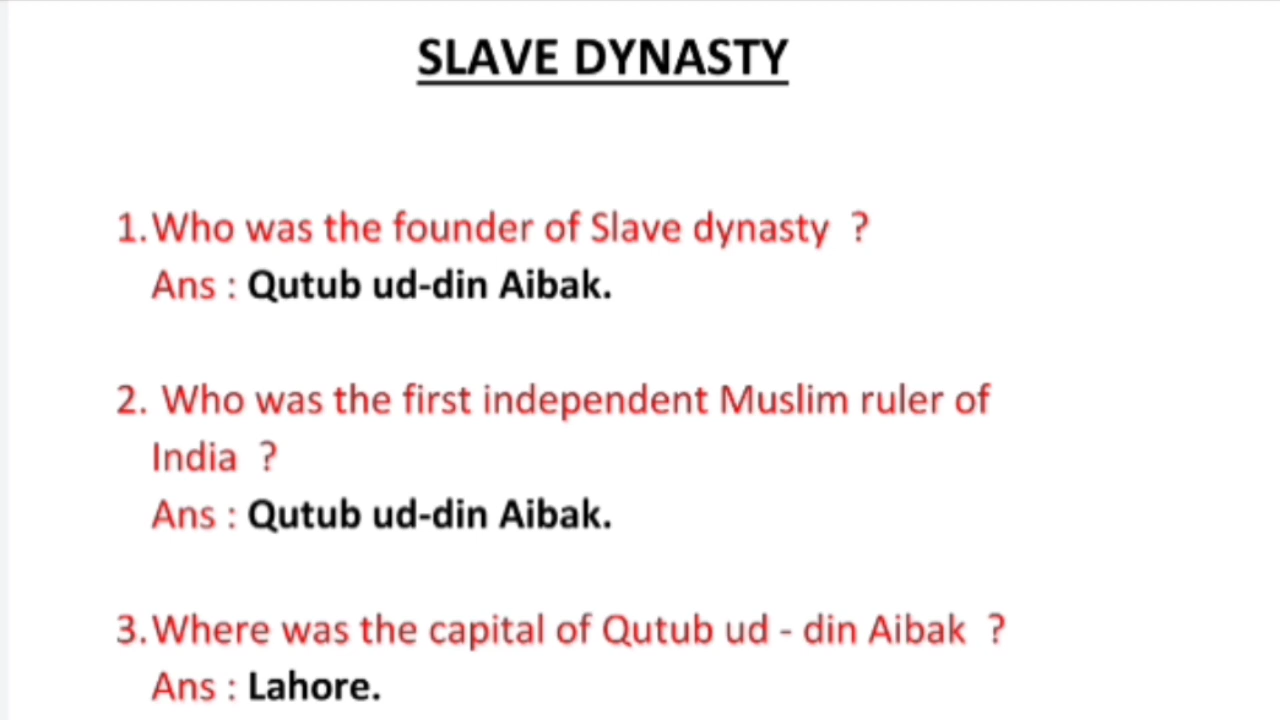 SLAVE DYNASTY
1.Who was the founder of Slave dynasty ?
Ans : Qutub ud-din Aibak.
2. Who was the first independent Muslim ruler of
India ?
Ans : Qutub ud-din Aibak.
3.Where was the capital of Qutub ud - din Aibak ?
Ans : Lahore.